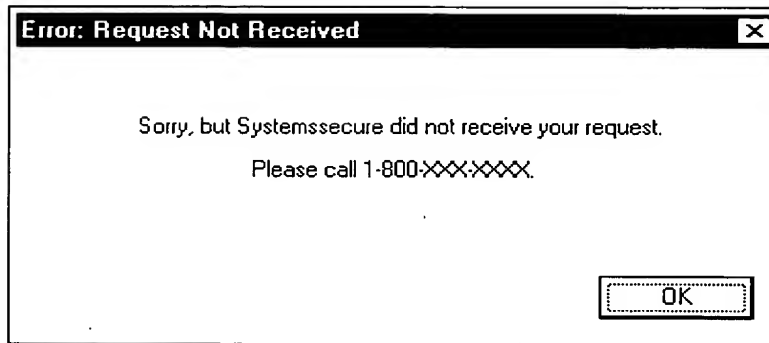 Error: Request Not Received
Sorry, but Systemssecure did not receive your request.
Please call 1-800-XXX-XXXX.
OK